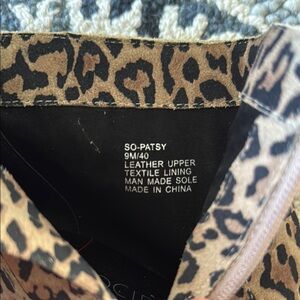 SO-PATSY
9M/40
LEATHER UPPER
TEXTILE LINING
MAN MADE SOLE
MADE IN CHINA